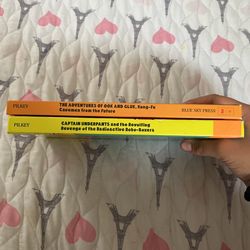 PILKEY
THE ADVENTURES OF OOK AND GLUK, Kung-Fu
Cavemen from the Future
BLUE SKY PRESS
PILKEY
CAPTAIN UNDERPANTS and the Revolting
Revenge of the Radioactive Robo-Boxers